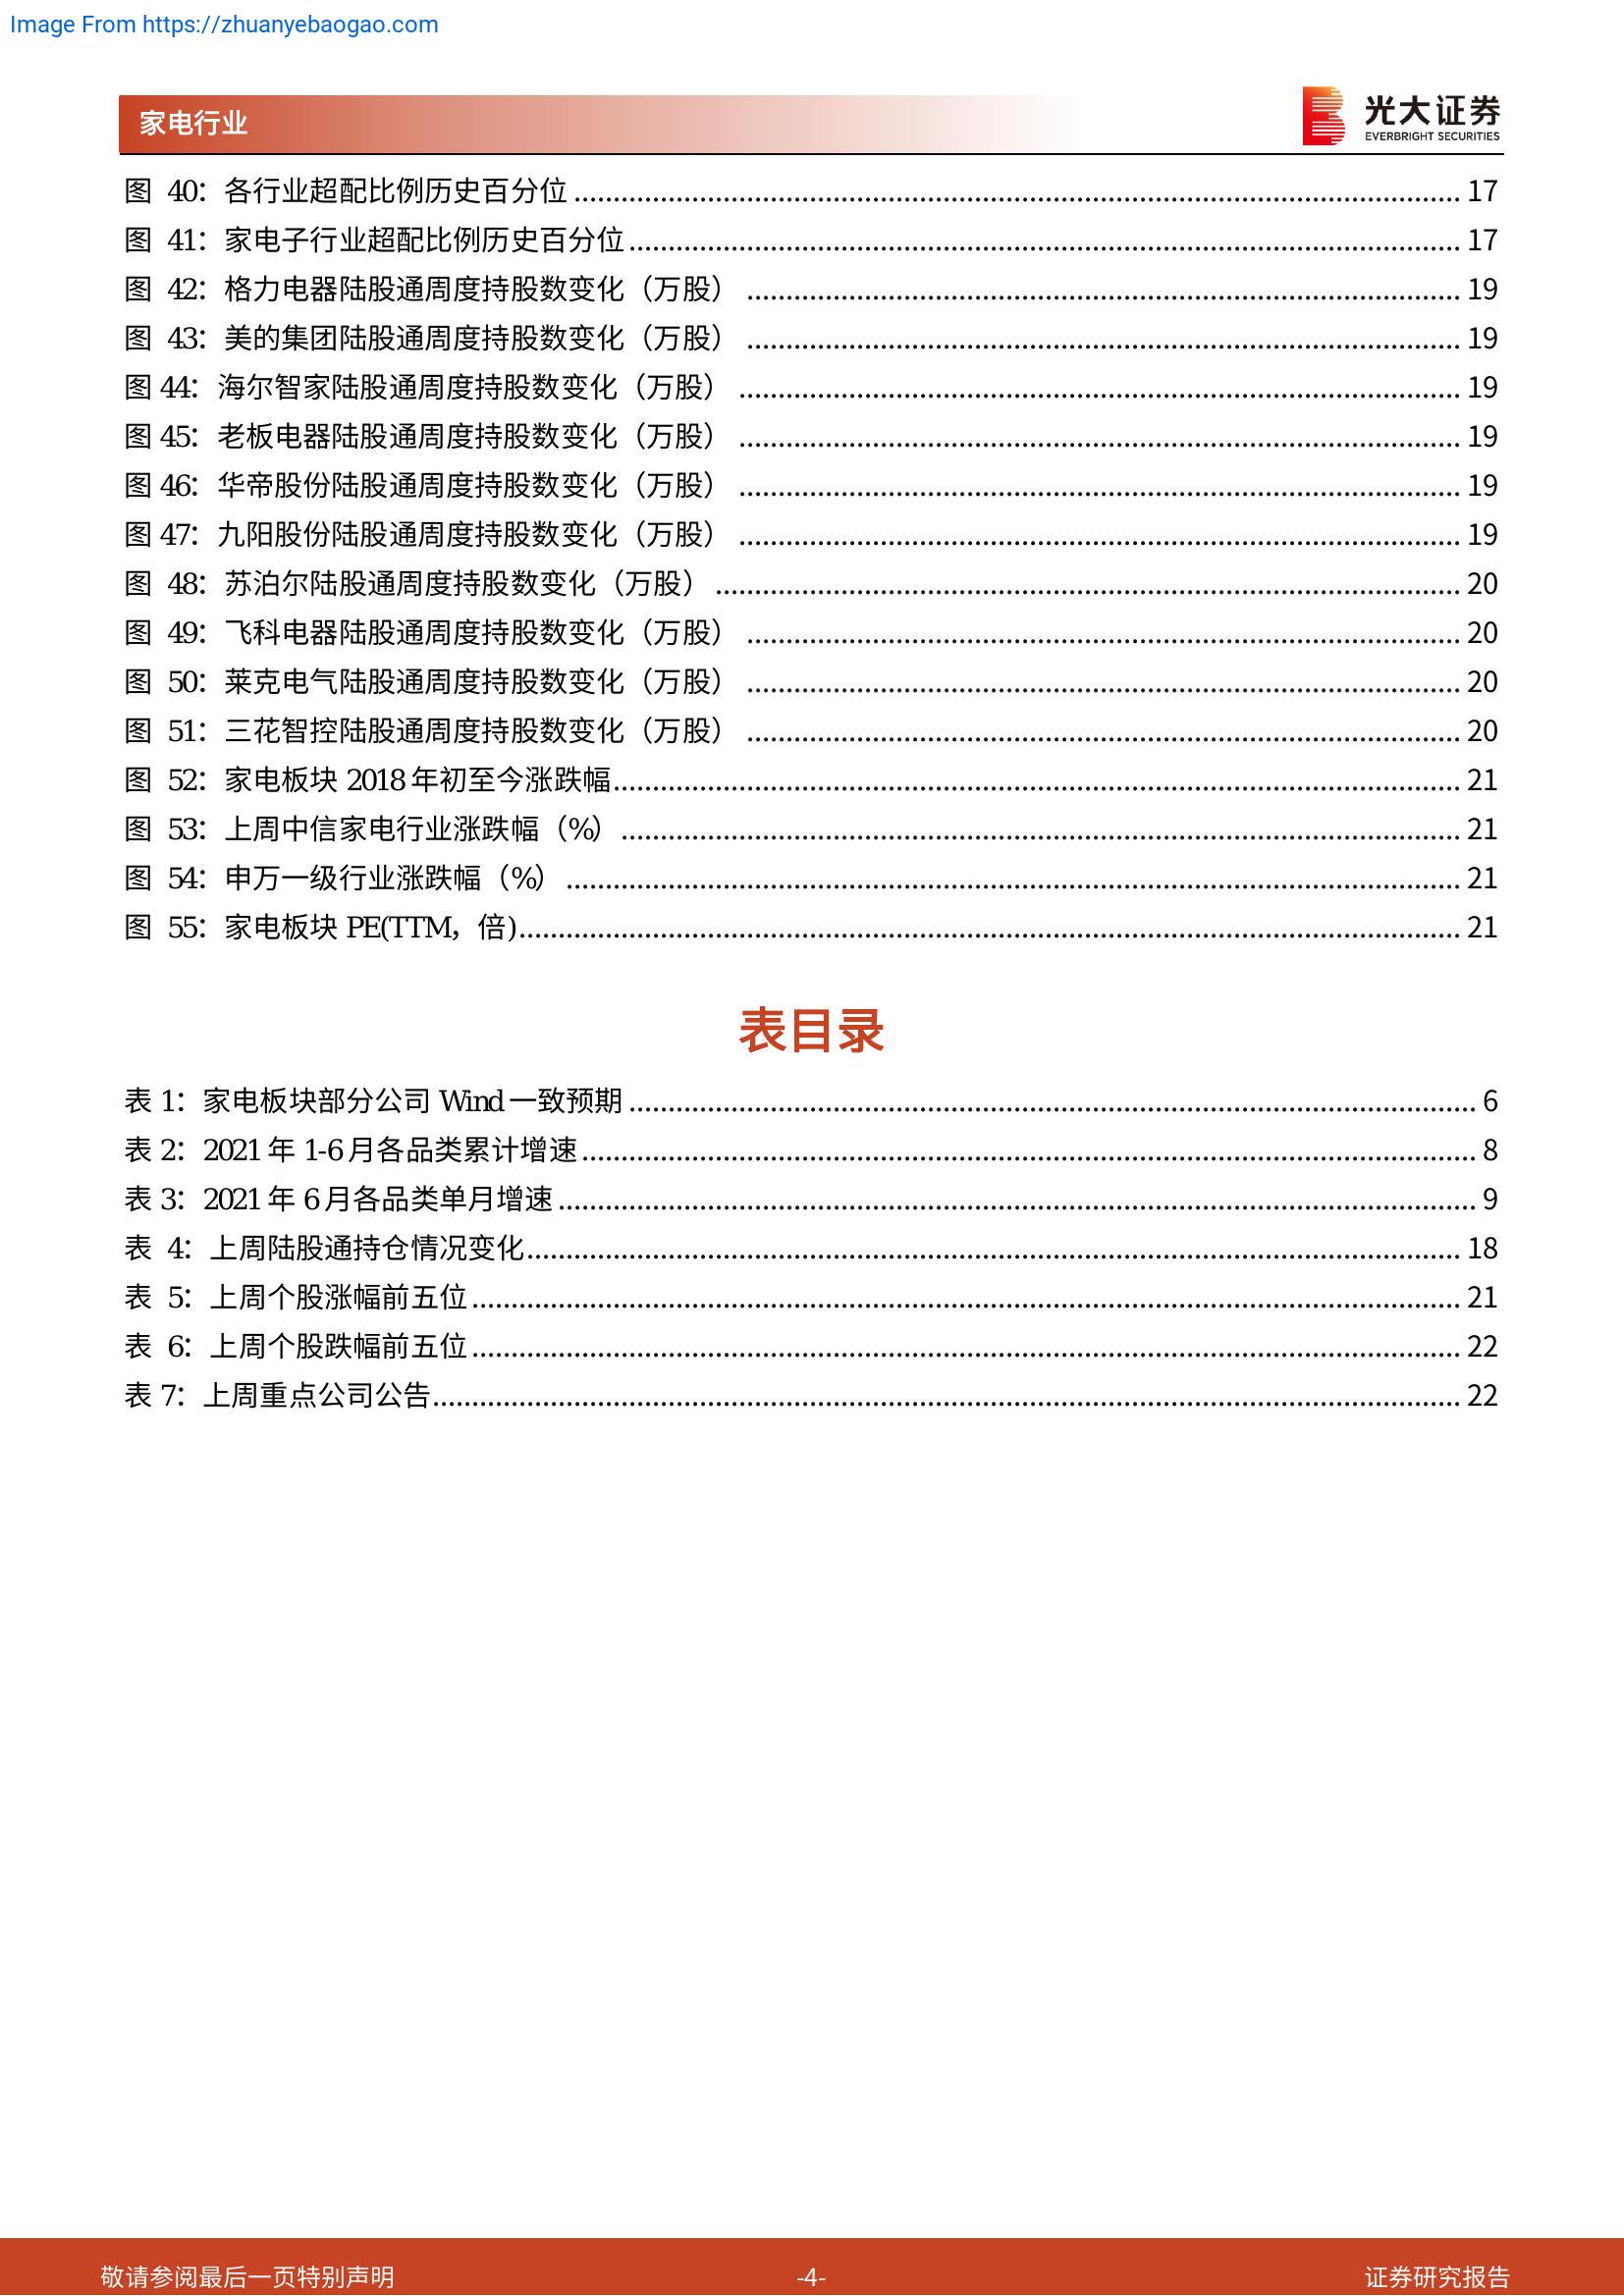 Image From https://zhuanyebaogao.com
家电行业
光大证券
EVERBRIGHT SECURITIES
图 40：各行业超配比例历史百分位 17
图 41：家电子行业超配比例历史百分位 17
图 42：格力电器陆股通周度持股数变化（万股） 19
图 43：美的集团陆股通周度持股数变化（万股） 19
图 44：海尔智家陆股通周度持股数变化（万股） 19
图 45：老板电器陆股通周度持股数变化（万股） 19
图 46：华帝股份陆股通周度持股数变化（万股） 19
图 47：九阳股份陆股通周度持股数变化（万股） 19
图 48：苏泊尔陆股通周度持股数变化（万股） 20
图 49：飞科电器陆股通周度持股数变化（万股） 20
图 50：莱克电气陆股通周度持股数变化（万股） 20
图 51：三花智控陆股通周度持股数变化（万股） 20
图 52：家电板块 2018 年初至今涨跌幅 21
图 53：上周中信家电行业涨跌幅（%） 21
图 54：申万一级行业涨跌幅（%） 21
图 55：家电板块 PE(TTM，倍) 21
表目录
表 1：家电板块部分公司 Wind 一致预期 6
表 2：2021 年 1-6 月各品类累计增速 8
表 3：2021 年 6 月各品类单月增速 9
表 4：上周陆股通持仓情况变化 18
表 5：上周个股涨幅前五位 21
表 6：上周个股跌幅前五位 22
表 7：上周重点公司公告 22
敬请参阅最后一页特别声明
-4-
证券研究报告